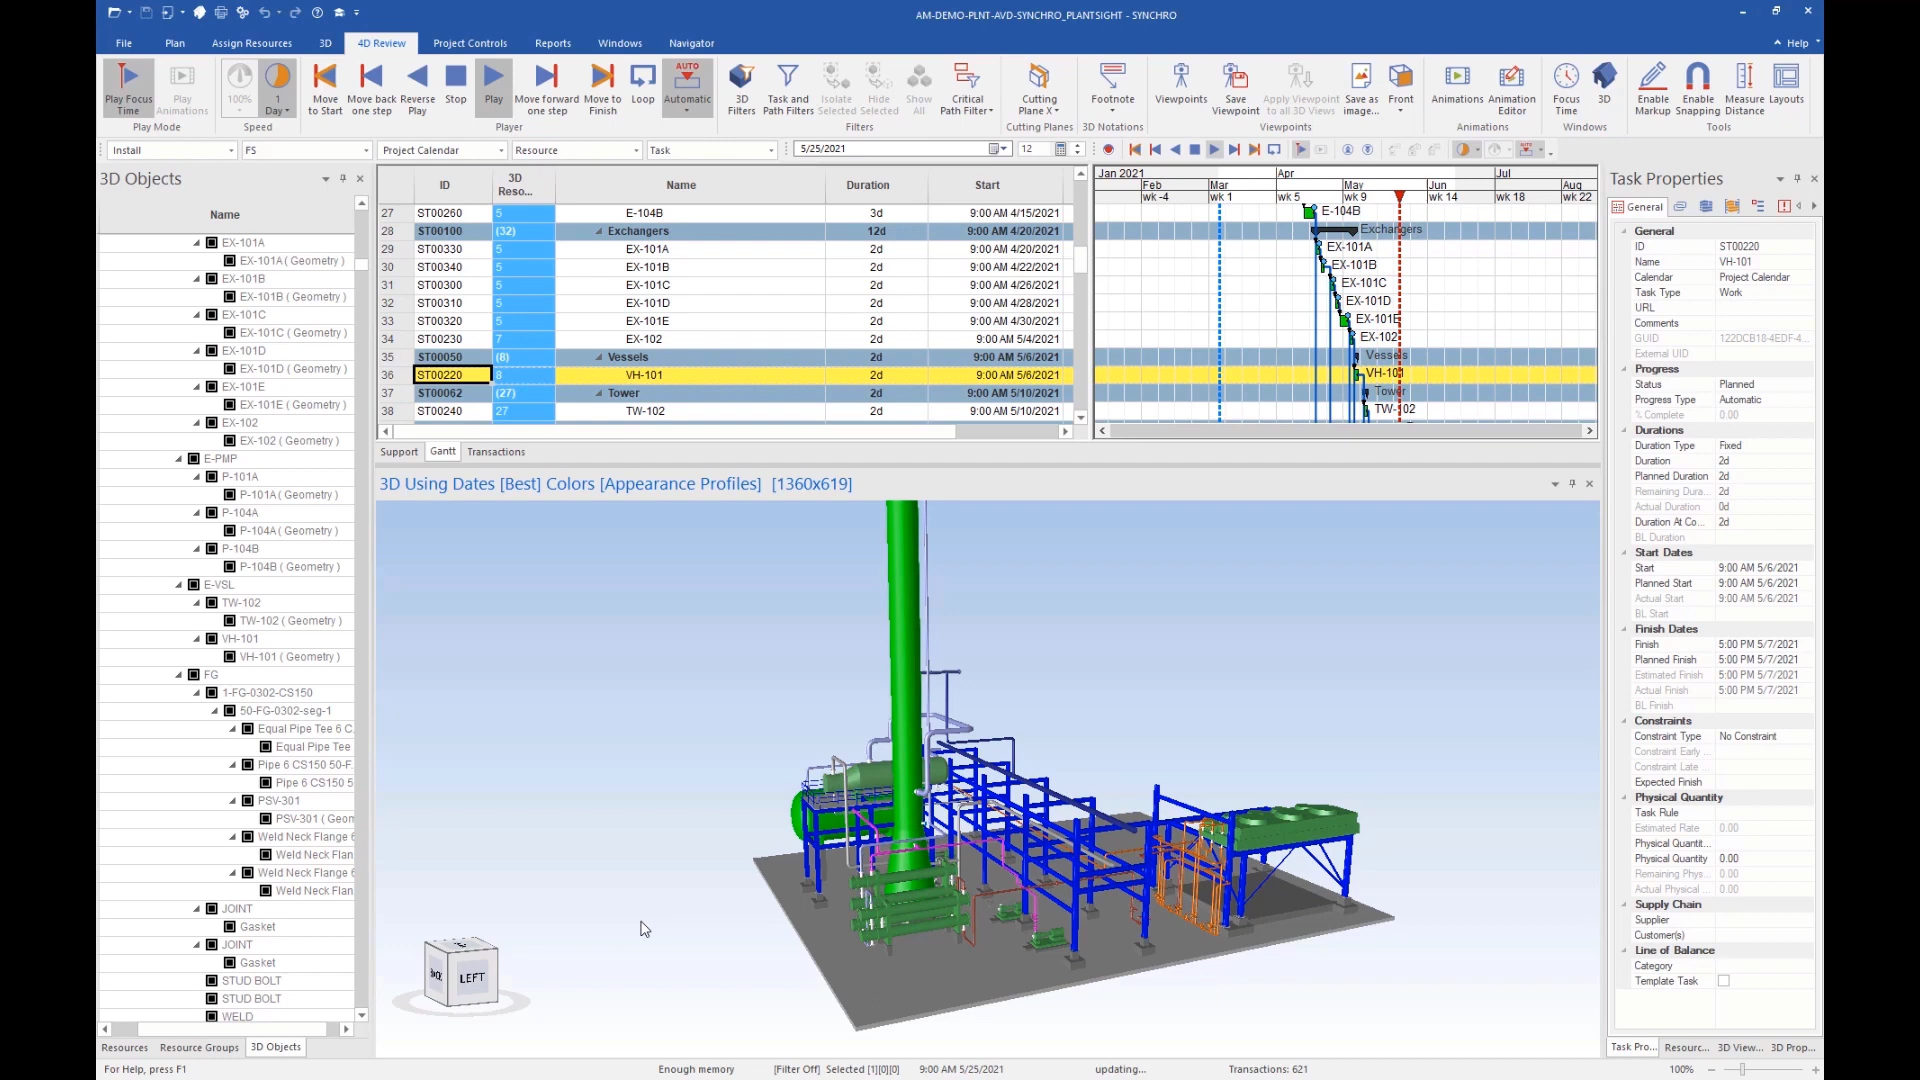 AM-DEMO-PLNT-AVD-SYNCHRO_PLANTSIGHT - SYNCHRO
File Plan Assign Resources 3D 4D Review Project Controls Reports Windows Navigator Help
Play Focus Time
Play Animations
100%
1 Day
Move to Start
Move back one step
Reverse Play
Stop
Play
Move forward one step
Move to Finish
Loop
AUTO
Automatic
3D Filters
Task and Path Filters
Isolate Selected
Hide Selected
Show All
Critical Path Filter
Cutting Plane X
Footnote
Viewpoints
Save Viewpoint
Apply Viewpoint to all 3D Views
Save as image...
Front
Animations
Animation Editor
Focus Time
3D
Enable Markup
Enable Snapping
Measure Distance
Layouts
Play Mode Speed Player Filters Cutting Planes 3D Notations Viewpoints Animations Windows Tools
Install FS Project Calendar Resource Task 5/25/2021 12
3D Objects
Name
EX-101A
EX-101A ( Geometry )
EX-101B
EX-101B ( Geometry )
EX-101C
EX-101C ( Geometry )
EX-101D
EX-101D ( Geometry )
EX-101E
EX-101E ( Geometry )
EX-102
EX-102 ( Geometry )
E-PMP
P-101A
P-101A ( Geometry )
P-104A
P-104A ( Geometry )
P-104B
P-104B ( Geometry )
E-VSL
TW-102
TW-102 ( Geometry )
VH-101
VH-101 ( Geometry )
FG
1-FG-0302-CS150
50-FG-0302-seg-1
Equal Pipe Tee 6 C
Equal Pipe Tee
Pipe 6 CS150 50-F
Pipe 6 CS150 5
PSV-301
PSV-301 ( Geom
Weld Neck Flange 6
Weld Neck Flan
Weld Neck Flange 6
Weld Neck Flan
JOINT
Gasket
JOINT
Gasket
STUD BOLT
STUD BOLT
WELD
Resources Resource Groups 3D Objects
ID 3D Reso... Name Duration Start
27 ST00260 5 E-104B 3d 9:00 AM 4/15/2021
28 ST00100 (32) Exchangers 12d 9:00 AM 4/20/2021
29 ST00330 5 EX-101A 2d 9:00 AM 4/20/2021
30 ST00340 5 EX-101B 2d 9:00 AM 4/22/2021
31 ST00300 5 EX-101C 2d 9:00 AM 4/26/2021
32 ST00310 5 EX-101D 2d 9:00 AM 4/28/2021
33 ST00320 5 EX-101E 2d 9:00 AM 4/30/2021
34 ST00230 7 EX-102 2d 9:00 AM 5/4/2021
35 ST00050 (8) Vessels 2d 9:00 AM 5/6/2021
36 ST00220 8 VH-101 2d 9:00 AM 5/6/2021
37 ST00062 (27) Tower 2d 9:00 AM 5/10/2021
38 ST00240 27 TW-102 2d 9:00 AM 5/10/2021
Support Gantt Transactions
Jan 2021 Apr Jul
Feb Mar May Jun Aug
wk -4 wk 1 wk 5 wk 9 wk 14 wk 18 wk 22
E-104B
Exchangers
EX-101A
EX-101B
EX-101C
EX-101D
EX-101E
EX-102
Vessels
VH-101
Tower
TW-102
3D Using Dates [Best] Colors [Appearance Profiles] [1360x619]
LEFT
Task Properties
General
General
ID ST00220
Name VH-101
Calendar Project Calendar
Task Type Work
URL
Comments
GUID 122DCB18-4EDF-4...
External UID
Progress
Status Planned
Progress Type Automatic
% Complete 0.00
Durations
Duration Type Fixed
Duration 2d
Planned Duration 2d
Remaining Dura... 2d
Actual Duration 0d
Duration At Co... 2d
BL Duration
Start Dates
Start 9:00 AM 5/6/2021
Planned Start 9:00 AM 5/6/2021
Actual Start 9:00 AM 5/6/2021
BL Start
Finish Dates
Finish 5:00 PM 5/7/2021
Planned Finish 5:00 PM 5/7/2021
Estimated Finish 5:00 PM 5/7/2021
Actual Finish 5:00 PM 5/7/2021
BL Finish
Constraints
Constraint Type No Constraint
Constraint Early ...
Constraint Late ...
Expected Finish
Physical Quantity
Task Rule
Estimated Rate 0.00
Physical Quantit...
Physical Quantity 0.00
Remaining Phys... 0.00
Actual Physical ... 0.00
Supply Chain
Supplier
Customer(s)
Line of Balance
Category
Template Task
Task Pro... Resourc... 3D View... 3D Prop...
For Help, press F1 Enough memory [Filter Off] Selected [1][0][0] 9:00 AM 5/25/2021 updating... Transactions: 621 100%